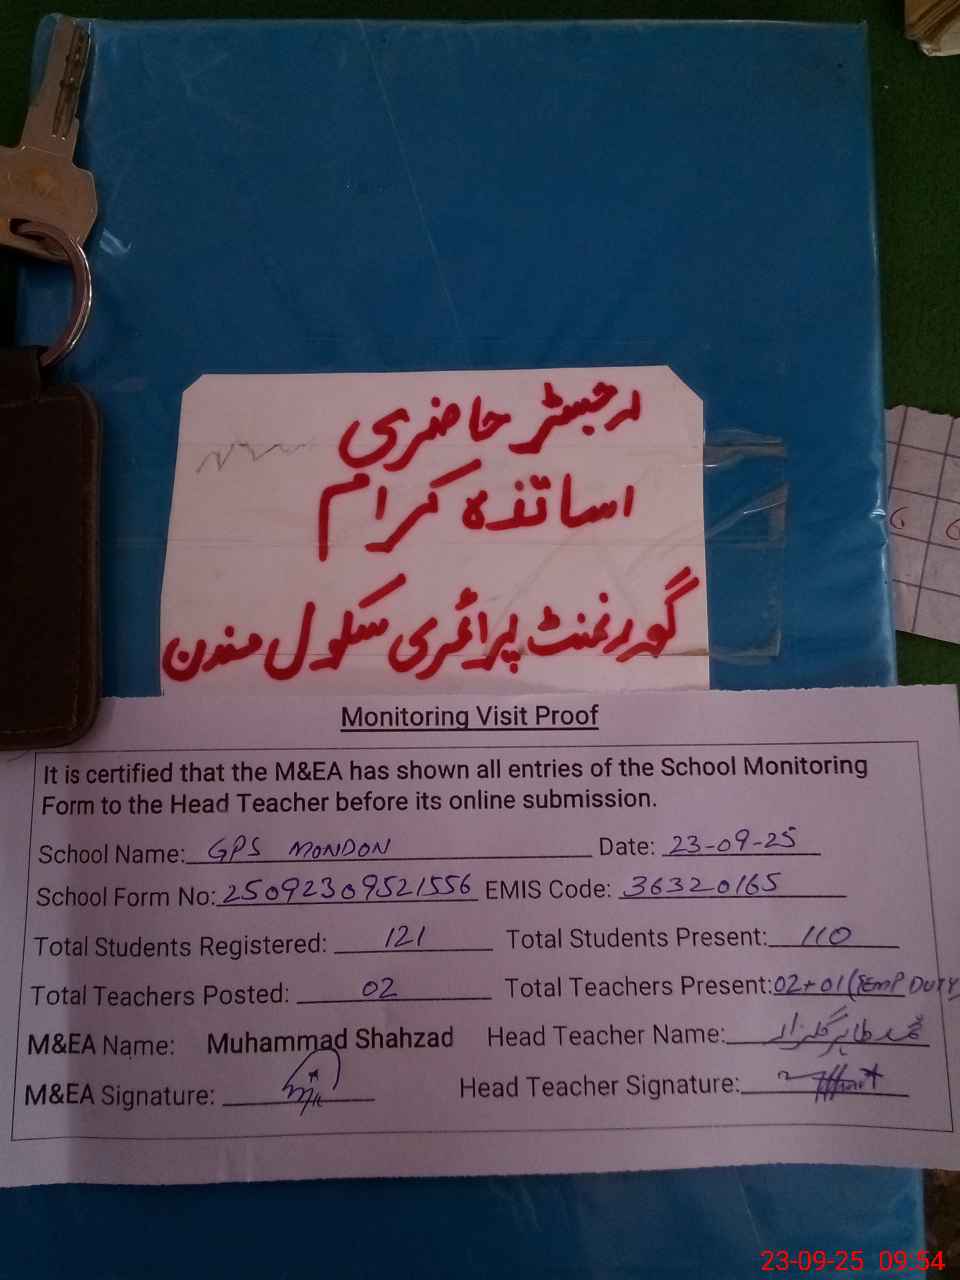 رجسٹر حاضری
اساتذہ کرام
گورنمنٹ پرائمری سکول مندن
Monitoring Visit Proof
It is certified that the M&EA has shown all entries of the School Monitoring
Form to the Head Teacher before its online submission.
School Name: GPS MONDON Date: 23-09-25
School Form No: 25092309521556 EMIS Code: 36320165
Total Students Registered: 121 Total Students Present: 110
Total Teachers Posted: 02 Total Teachers Present: 02+01(TEMP DUTY)
M&EA Name: Muhammad Shahzad Head Teacher Name: محمد طاہر گلزار
M&EA Signature: Head Teacher Signature:
23-09-25 09:54